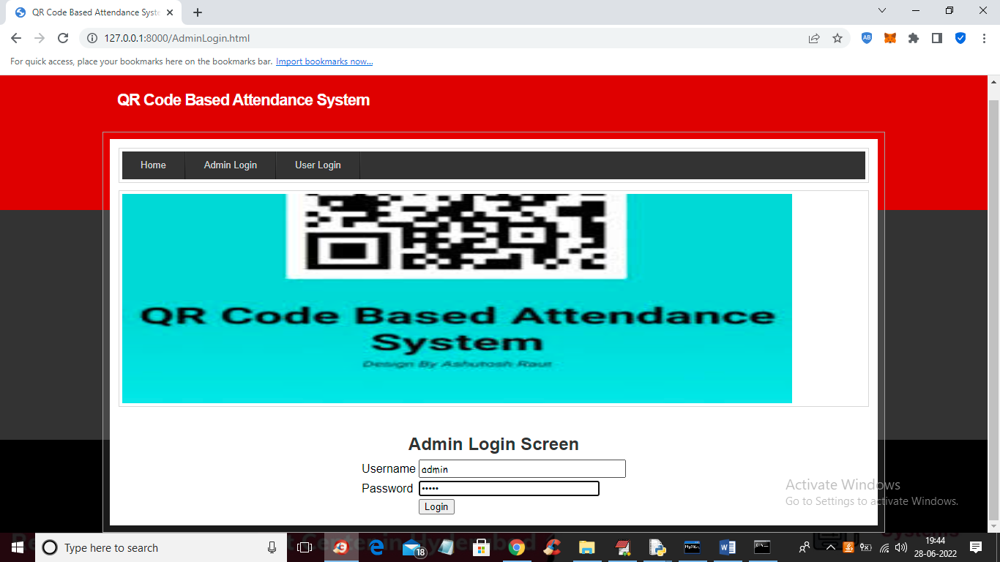 QR Code Based Attendance Syste
127.0.0.1:8000/AdminLogin.html
AB
For quick access, place your bookmarks here on the bookmarks bar. Import bookmarks now...
QR Code Based Attendance System
Home Admin Login User Login
QR Code Based Attendance
System
Design By Ashutosh Raut
Admin Login Screen
Username admin
Password •••••
Login
Activate Windows
Go to Settings to activate Windows.
Type here to search
18
MySQL
19:44
28-06-2022